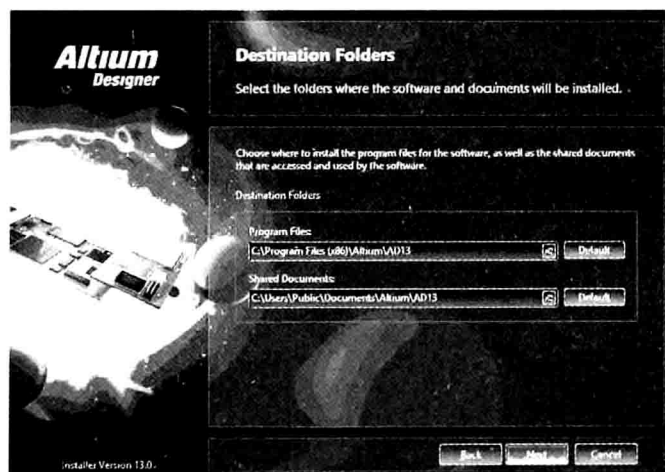 Altium
Designer
Destination Folders
Select the folders where the software and documents will be installed.
Choose where to install the program files for the software, as well as the shared documents
that are accessed and used by the software.
Destination Folders
Program Files:
C:\Program Files (x86)\Altium\AD13
Default
Shared Documents:
C:\Users\Public\Documents\Altium\AD13
Default
Installer Version 13.0.
Back
Next
Cancel